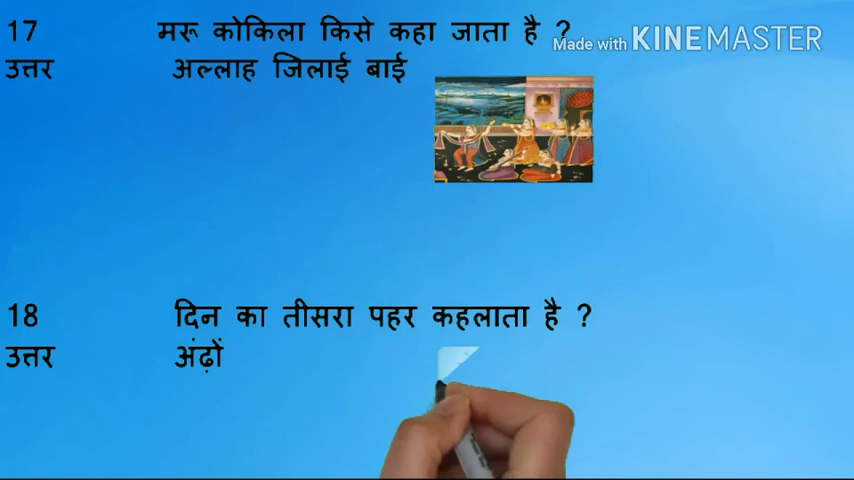 17 मरू कोकिला किसे कहा जाता है ?
Made with KINEMASTER
उत्तर अल्लाह जिलाई बाई
18 दिन का तीसरा पहर कहलाता है ?
उत्तर अंढ़ों